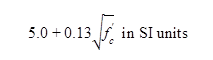 5.0 + 0.13 √f'c in SI units